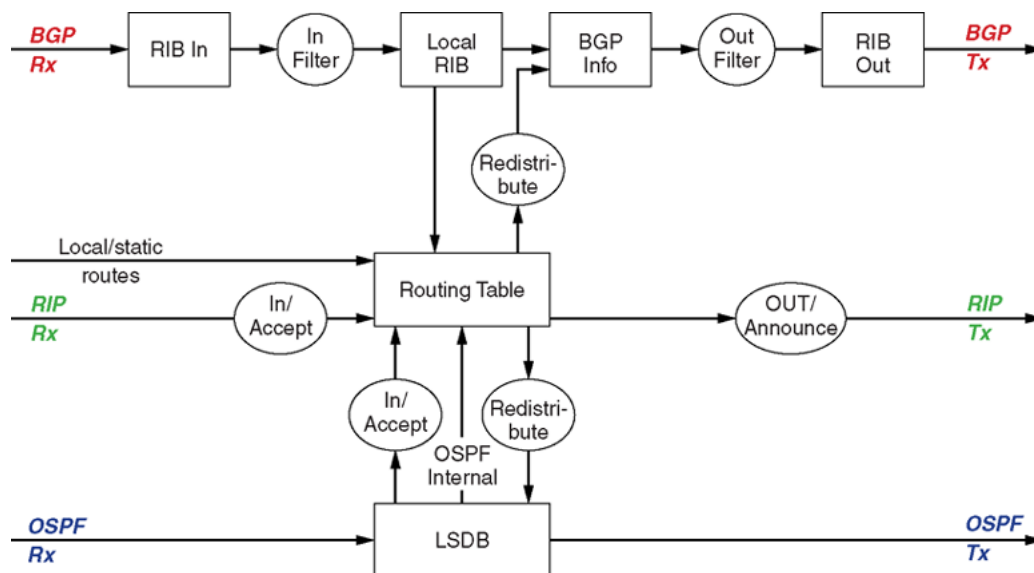 BGP
Rx
RIB In
In
Filter
Local
RIB
BGP
Info
Out
Filter
RIB
Out
BGP
Tx
Redistri-
bute
Local/static
routes
Routing Table
RIP
Rx
In/
Accept
OUT/
Announce
RIP
Tx
In/
Accept
Redistri-
bute
OSPF
Internal
OSPF
Rx
LSDB
OSPF
Tx